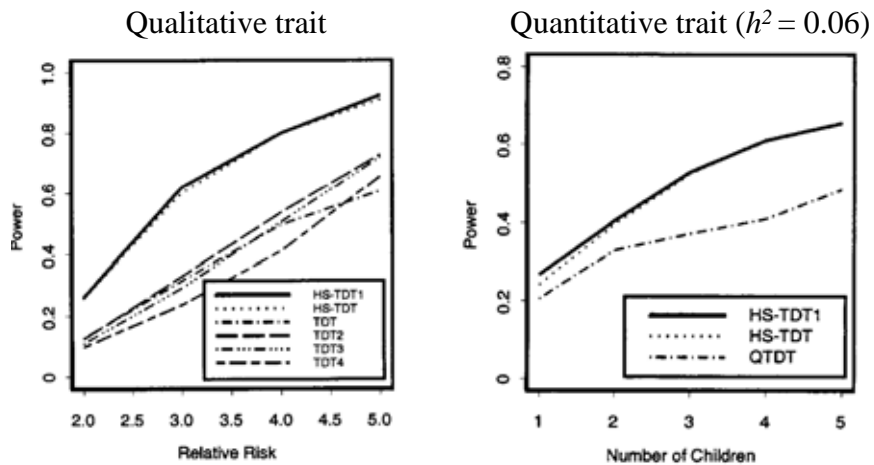 Qualitative trait
Power
1.0
0.8
0.6
0.4
0.2
0
HS-TDT1
HS-TDT
TDT
TDT2
TDT3
TDT4
2.0 2.5 3.0 3.5 4.0 4.5 5.0
Relative Risk
Quantitative trait (h² = 0.06)
Power
0.8
0.6
0.4
0.2
0
HS-TDT1
HS-TDT
QTDT
1 2 3 4 5
Number of Children